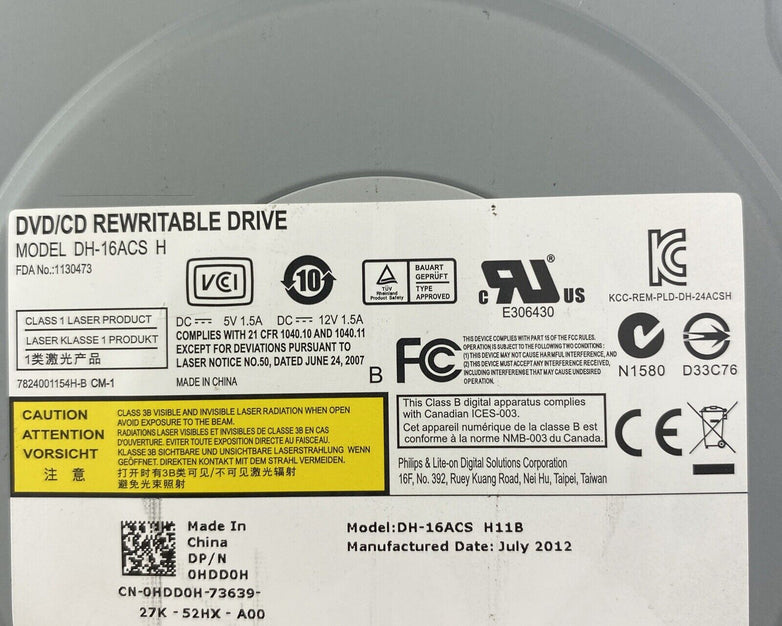 DVD/CD REWRITABLE DRIVE
MODEL DH-16ACS H
FDA No.:1130473
VCI
10
TÜV
Rheinland
Product Safety
BAUART
GEPRÜFT
TYPE
APPROVED
c RU ® US
E306430
KC
KCC-REM-PLD-DH-24ACSH
CLASS 1 LASER PRODUCT
LASER KLASSE 1 PRODUKT
1类激光产品
7824001154H-B CM-1
DC 5V 1.5A DC 12V 1.5A
COMPLIES WITH 21 CFR 1040.10 AND 1040.11
EXCEPT FOR DEVIATIONS PURSUANT TO
LASER NOTICE NO.50, DATED JUNE 24, 2007
MADE IN CHINA
B
FC
THIS DEVICE COMPLIES WITH PART 15 OF THE FCC RULES.
OPERATION IS SUBJECT TO THE FOLLOWING TWO CONDITIONS :
(1) THIS DEVICE MAY NOT CAUSE HARMFUL INTERFERENCE, AND
(2) THIS DEVICE MUST ACCEPT ANY INTERFERENCE RECEIVED,
INCLUDING INTERFERENCE THAT MAY CAUSE UNDESIRED
OPERATION.
N1580
D33C76
CAUTION
ATTENTION
VORSICHT
注 意
CLASS 3B VISIBLE AND INVISIBLE LASER RADIATION WHEN OPEN
AVOID EXPOSURE TO THE BEAM.
RADIATIONS LASER VISIBLES ET INVISIBLES DE CLASSE 3B EN CAS
D'OUVERTURE. EVITER TOUTE EXPOSITION DIRECTE AU FAISCEAU.
KLASSE 3B SICHTBARE UND UNSICHTBARE LASERSTRAHLUNG WENN
GEÖFFNET. DIREKTEN KONTAKT MIT DEM STRAHL VERMEIDEN.
打开时有3B类可见/不可见激光辐射
避免光束照射
This Class B digital apparatus complies
with Canadian ICES-003.
Cet appareil numérique de la classe B est
conforme à la norme NMB-003 du Canada.
CE
Philips & Lite-on Digital Solutions Corporation
16F, No. 392, Ruey Kuang Road, Nei Hu, Taipei, Taiwan
Made In
China
DP/N
0HDD0H
CN-0HDD0H-73639-
27K - 52HX - A00
Model:DH-16ACS H11B
Manufactured Date: July 2012